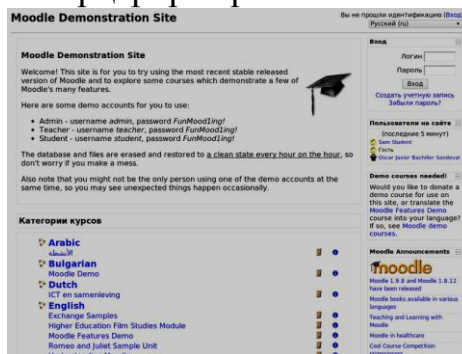 Moodle Demonstration Site
Вы не прошли идентификацию (Вход
Русский (ru)
Moodle Demonstration Site
Welcome! This site is for you to try using the most recent stable released
version of Moodle and to explore some courses which demonstrate a few of
Moodle's many features.
Here are some demo accounts for you to use:
• Admin - username admin, password FunMood1ing!
• Teacher - username teacher, password FunMood1ing!
• Student - username student, password FunMood1ing!
The database and files are erased and restored to a clean state every hour on the hour, so
don't worry if you make a mess.
Also note that you might not be the only person using one of the demo accounts at the
same time, so you may see unexpected things happen occasionally.
Категории курсов
Arabic
الأنشطة
Bulgarian
Moodle Demo
Dutch
ICT en samenleving
English
Exchange Samples
Higher Education Film Studies Module
Moodle Features Demo
Romeo and Juliet Sample Unit
Вход
Логин
Пароль
Вход
Создать учетную запись
Забыли пароль?
Пользователи на сайте
(последние 5 минут)
Sam Student
Гость
Oscar Javier Bachiller Sandoval
Demo courses needed!
Would you like to donate a
demo course for use on
this site, or translate the
Moodle Features Demo
course into your language?
If so, see Moodle demo
courses.
Moodle Announcements
moodle
Moodle 1.9.8 and Moodle 1.8.12
have been released
Moodle books available in various
languages
Teaching and Learning with
Moodle
Moodle in healthcare
Cool Course Competition